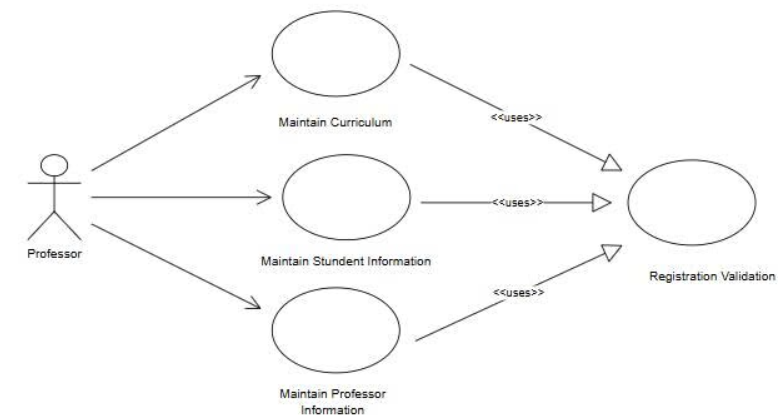 Maintain Curriculum
<<uses>>
Professor
Maintain Stundent Information
<<uses>>
Registration Validation
<<uses>>
Maintain Professor
Information